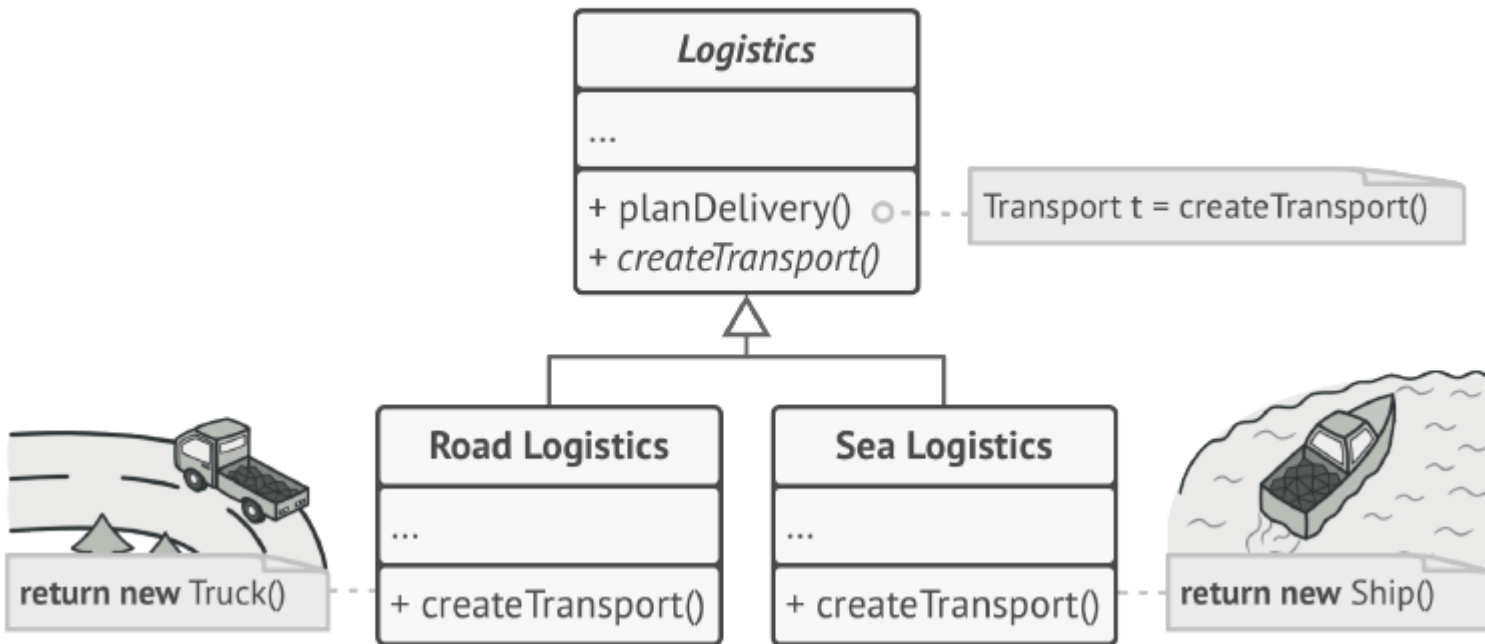 Logistics
...
+ planDelivery()
+ createTransport()
Transport t = createTransport()
Road Logistics
...
+ createTransport()
Sea Logistics
...
+ createTransport()
return new Truck()
return new Ship()